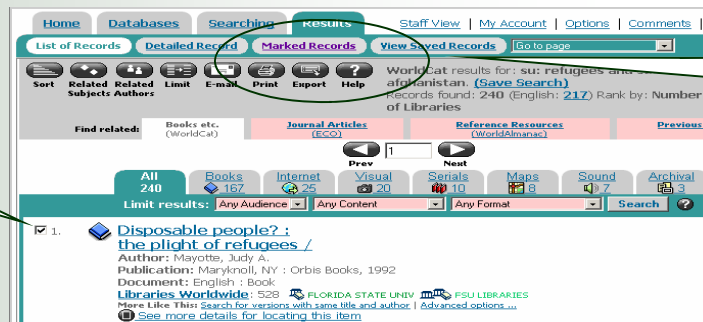 Home Databases Searching Results Staff View | My Account | Options | Comments |
List of Records Detailed Record Marked Records View Saved Records Go to page
WorldCat results for: su: refugees and su:
afghanistan. (Save Search)
Records found: 240 (English: 217) Rank by: Number
of Libraries
Sort Related Subjects Related Authors Limit E-mail Print Export Help
Find related: Books etc. (WorldCat) Journal Articles (ECO) Reference Resources (WorldAlmanac) Previous
Prev 1 Next
All 240 Books 167 Internet 25 Visual 20 Serials 10 Maps 8 Sound 7 Archival 3
Limit results: Any Audience Any Content Any Format Search ?
1. Disposable people? :
the plight of refugees /
Author: Mayotte, Judy A.
Publication: Maryknoll, NY : Orbis Books, 1992
Document: English : Book
Libraries Worldwide: 528 FLORIDA STATE UNIV FSU LIBRARIES
More Like This: Search for versions with same title and author | Advanced options ...
See more details for locating this item